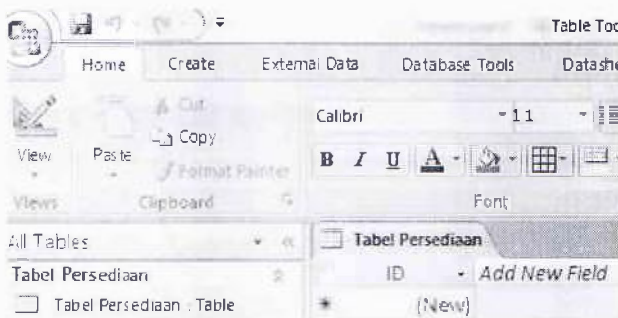 Table Too
Home Create External Data Database Tools Datashe
Cut
Copy
Format Painter
View Paste
Calibri 11
B I U A
Views Clipboard Font
All Tables
Tabel Persediaan
Tabel Persediaan
ID Add New Field
Tabel Persediaan : Table
(New)